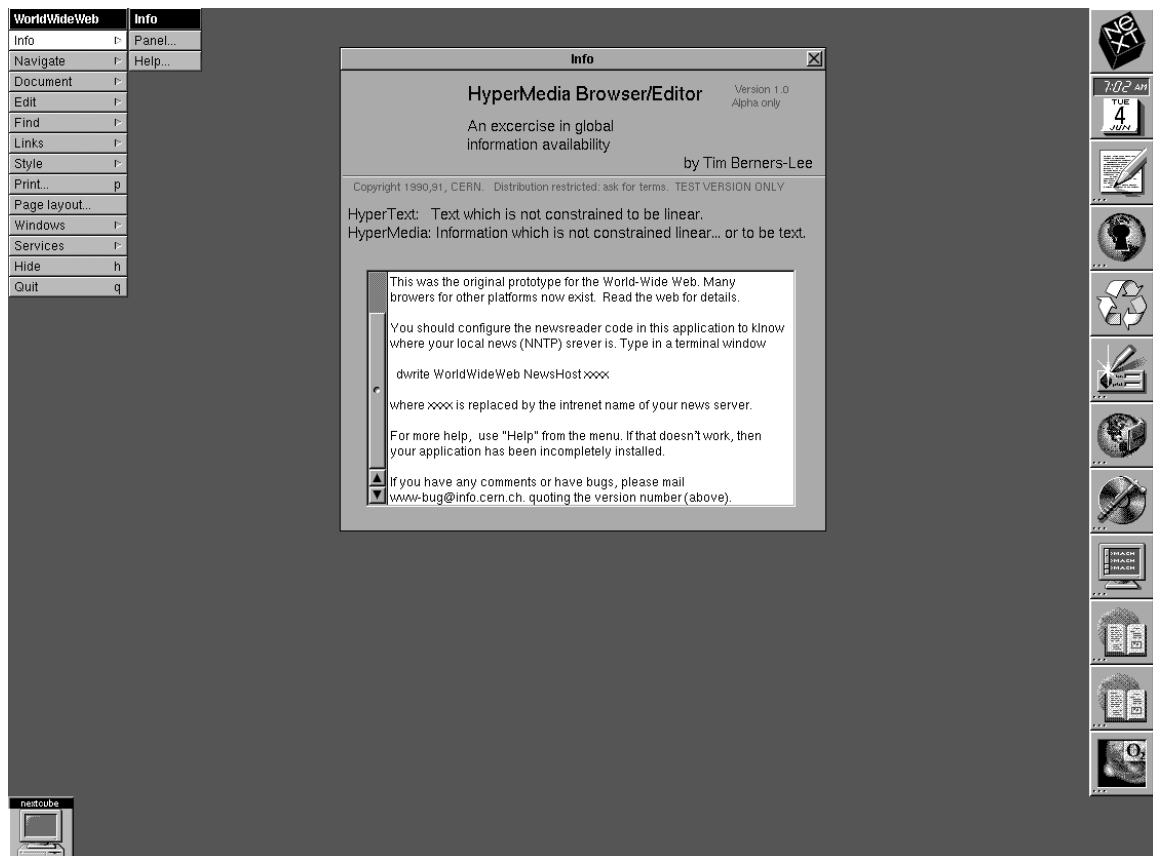 WorldWideWeb
Info
Navigate
Document
Edit
Find
Links
Style
Print... p
Page layout...
Windows
Services
Hide h
Quit q
Info
Panel...
Help...
Info
HyperMedia Browser/Editor
Version 1.0
Alpha only
An excercise in global
information availability
by Tim Berners-Lee
Copyright 1990,91, CERN. Distribution restricted: ask for terms. TEST VERSION ONLY
HyperText: Text which is not constrained to be linear.
HyperMedia: Information which is not constrained linear... or to be text.
This was the original prototype for the World-Wide Web. Many
browers for other platforms now exist. Read the web for details.
You should configure the newsreader code in this application to klnow
where your local news (NNTP) srever is. Type in a terminal window
dwrite WorldWideWeb NewsHost xxxx
where xxxx is replaced by the intrenet name of your news server.
For more help, use "Help" from the menu. If that doesn't work, then
your application has been incompletely installed.
If you have any comments or have bugs, please mail
www-bug@info.cern.ch. quoting the version number (above).
NeXT
7:02 AM
TUE
4
JUN
MACH
MACH
MACH
O2
nextcube